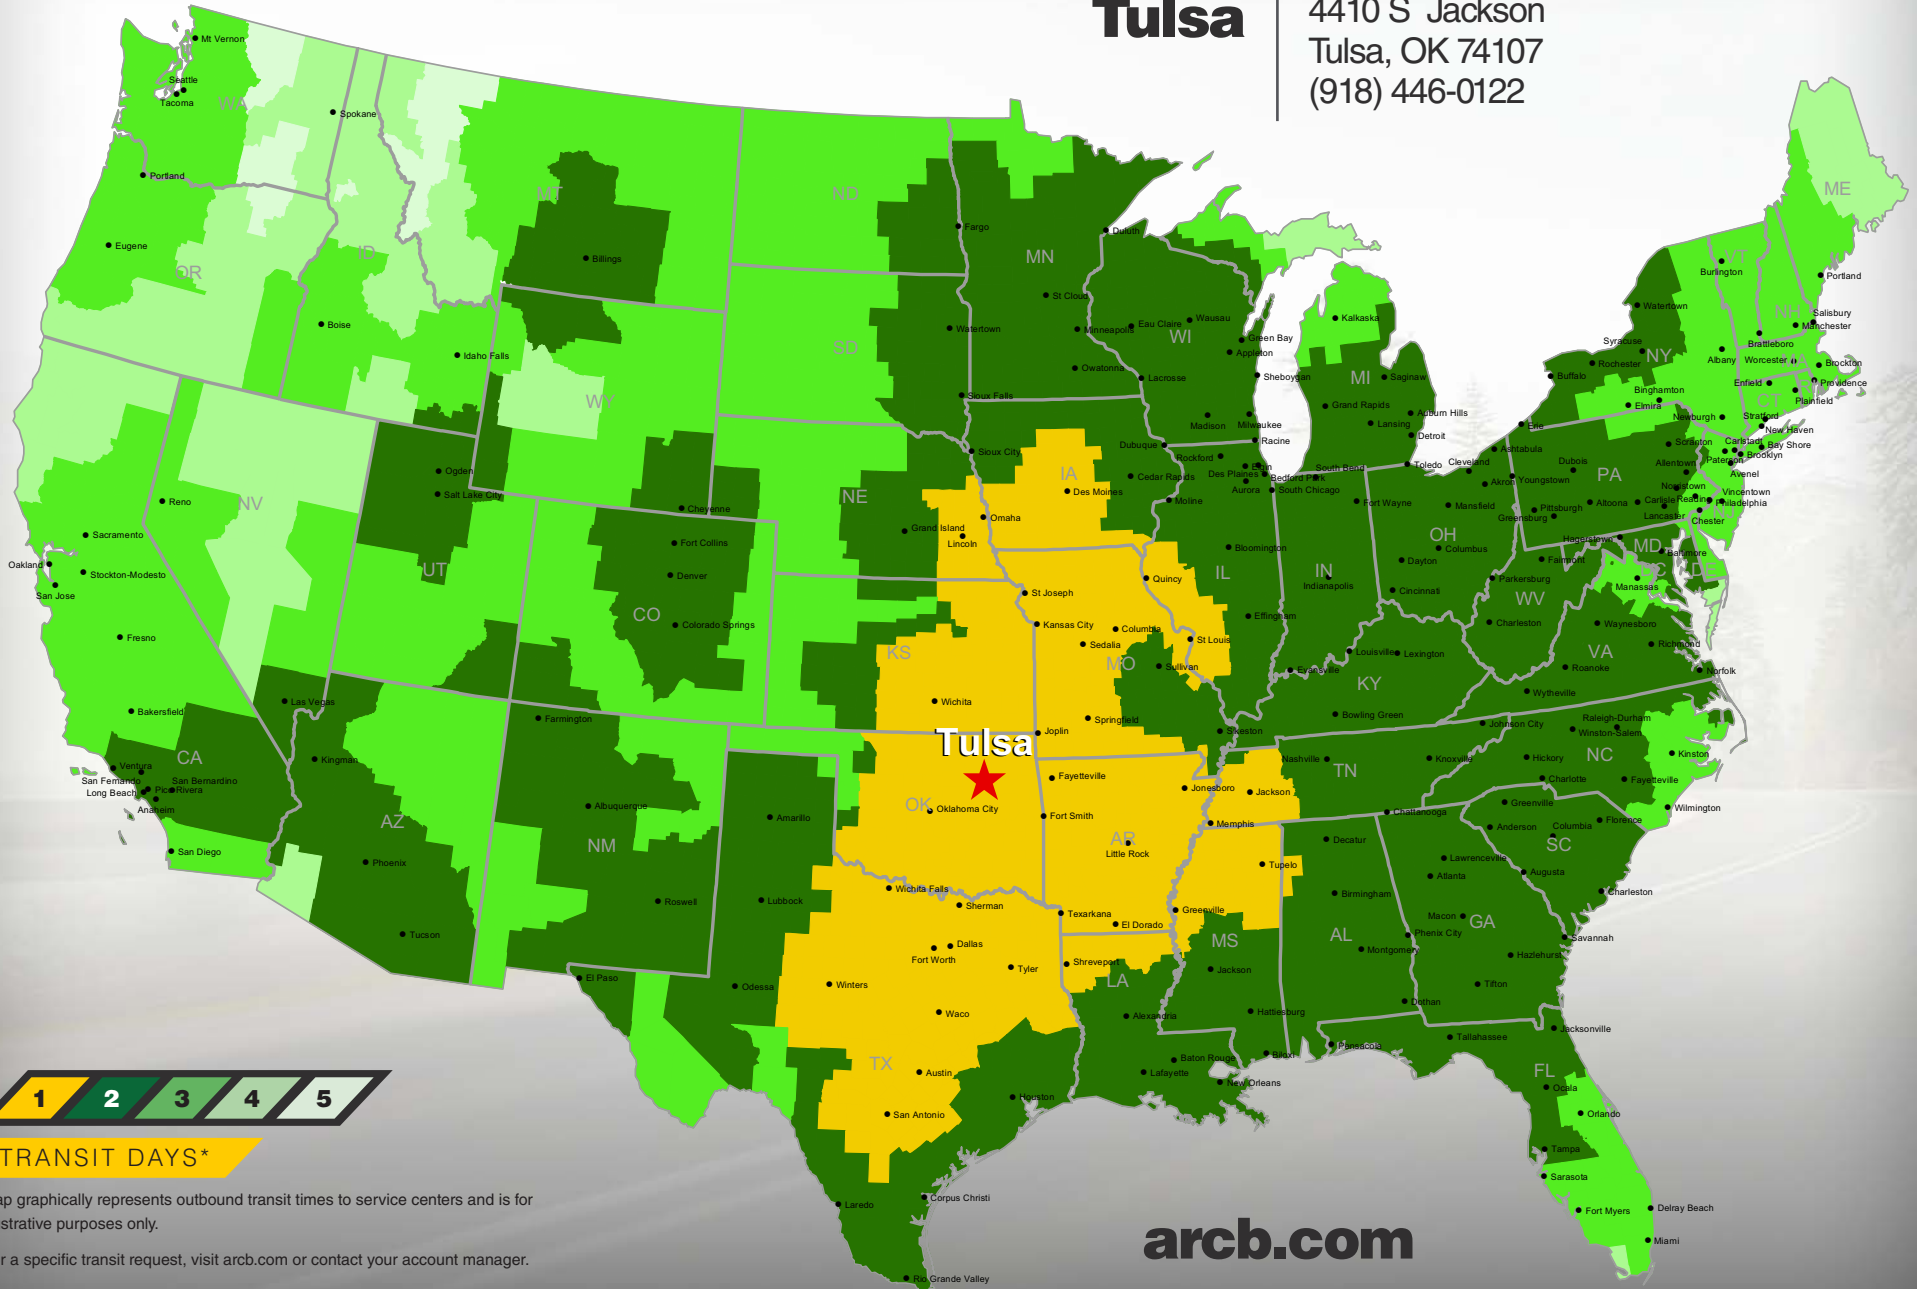 Tulsa
4410 S Jackson
Tulsa, OK 74107
(918) 446-0122
Mt Vernon
Seattle
Tacoma
WA
Spokane
Portland
Eugene
OR
ID
Boise
Idaho Falls
MT
Billings
ND
Fargo
MN
Duluth
St Cloud
Minneapolis
Owatonna
Watertown
SD
Sioux Falls
WY
Cheyenne
Eau Claire
Wausau
WI
Green Bay
Appleton
Sheboygan
Lacrosse
Madison
Milwaukee
Racine
Kalkaska
MI
Saginaw
Grand Rapids
Lansing
Auburn Hills
Detroit
ME
Portland
VT
Burlington
NH
Salisbury
Manchester
Brattleboro
Watertown
Syracuse
NY
Rochester
Buffalo
Albany
Worcester
Brockton
Binghamton
Elmira
Enfield
Providence
CT
Plainfield
Newburgh
Stratford
New Haven
Scranton
Carlstadt
Bay Shore
Paterson
Brooklyn
Avenel
Erie
Ashtabula
Cleveland
Toledo
Akron
Youngstown
Dubois
PA
Allentown
Norristown
Vincentown
Philadelphia
Reading
Carlisle
Altoona
Pittsburgh
Greensburg
Lancaster
Chester
NJ
Hagerstown
MD
Baltimore
DC
DE
Manassas
Mansfield
OH
Columbus
Dayton
Cincinnati
Fairmont
Parkersburg
WV
Charleston
Waynesboro
Richmond
VA
Roanoke
Norfolk
Wytheville
Sioux City
Dubuque
Rockford
Elgin
Des Plaines
Bedford Park
South Bend
Aurora
South Chicago
Fort Wayne
Cedar Rapids
Moline
IA
Des Moines
NE
Grand Island
Lincoln
Omaha
Bloomington
IL
IN
Indianapolis
Effingham
Quincy
St Joseph
Kansas City
Columbia
Sedalia
St Louis
MO
Sullivan
Springfield
Joplin
Sikeston
KS
Wichita
Evansville
Louisville
Lexington
KY
Bowling Green
Reno
NV
Sacramento
Oakland
Stockton-Modesto
San Jose
Fresno
Bakersfield
CA
Ventura
San Fernando
San Bernardino
Long Beach
Pico Rivera
Anaheim
San Diego
Ogden
Salt Lake City
UT
Fort Collins
Denver
CO
Colorado Springs
Las Vegas
Kingman
AZ
Phoenix
Tucson
Farmington
Albuquerque
NM
Roswell
El Paso
Amarillo
Lubbock
Odessa
Tulsa
OK
Oklahoma City
Fayetteville
Fort Smith
AR
Little Rock
Jonesboro
Texarkana
El Dorado
Nashville
TN
Jackson
Memphis
Knoxville
Chattanooga
Johnson City
Raleigh-Durham
Winston-Salem
Hickory
NC
Kinston
Charlotte
Fayetteville
Wilmington
Greenville
Anderson
Columbia
Florence
SC
Charleston
Wichita Falls
Sherman
Dallas
Fort Worth
Tyler
Winters
Waco
TX
Austin
San Antonio
Houston
Corpus Christi
Laredo
Rio Grande Valley
Shreveport
LA
Alexandria
Baton Rouge
Lafayette
New Orleans
Tupelo
Greenville
MS
Jackson
Hattiesburg
Biloxi
Decatur
Birmingham
AL
Montgomery
Dothan
Pensacola
Lawrenceville
Atlanta
Augusta
Macon
GA
Phenix City
Savannah
Hazlehurst
Tifton
Tallahassee
Jacksonville
FL
Ocala
Orlando
Tampa
Sarasota
Fort Myers
Delray Beach
Miami
1 2 3 4 5
TRANSIT DAYS*
ap graphically represents outbound transit times to service centers and is for
strative purposes only.
r a specific transit request, visit arcb.com or contact your account manager.
arcb.com